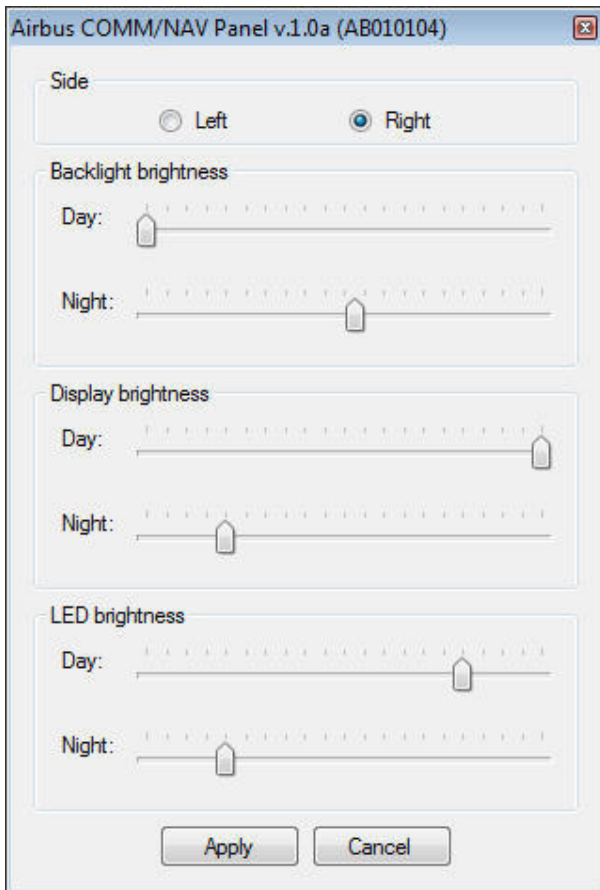 Airbus COMM/NAV Panel v.1.0a (AB010104)
Side
Left Right
Backlight brightness
Day:
Night:
Display brightness
Day:
Night:
LED brightness
Day:
Night:
Apply Cancel